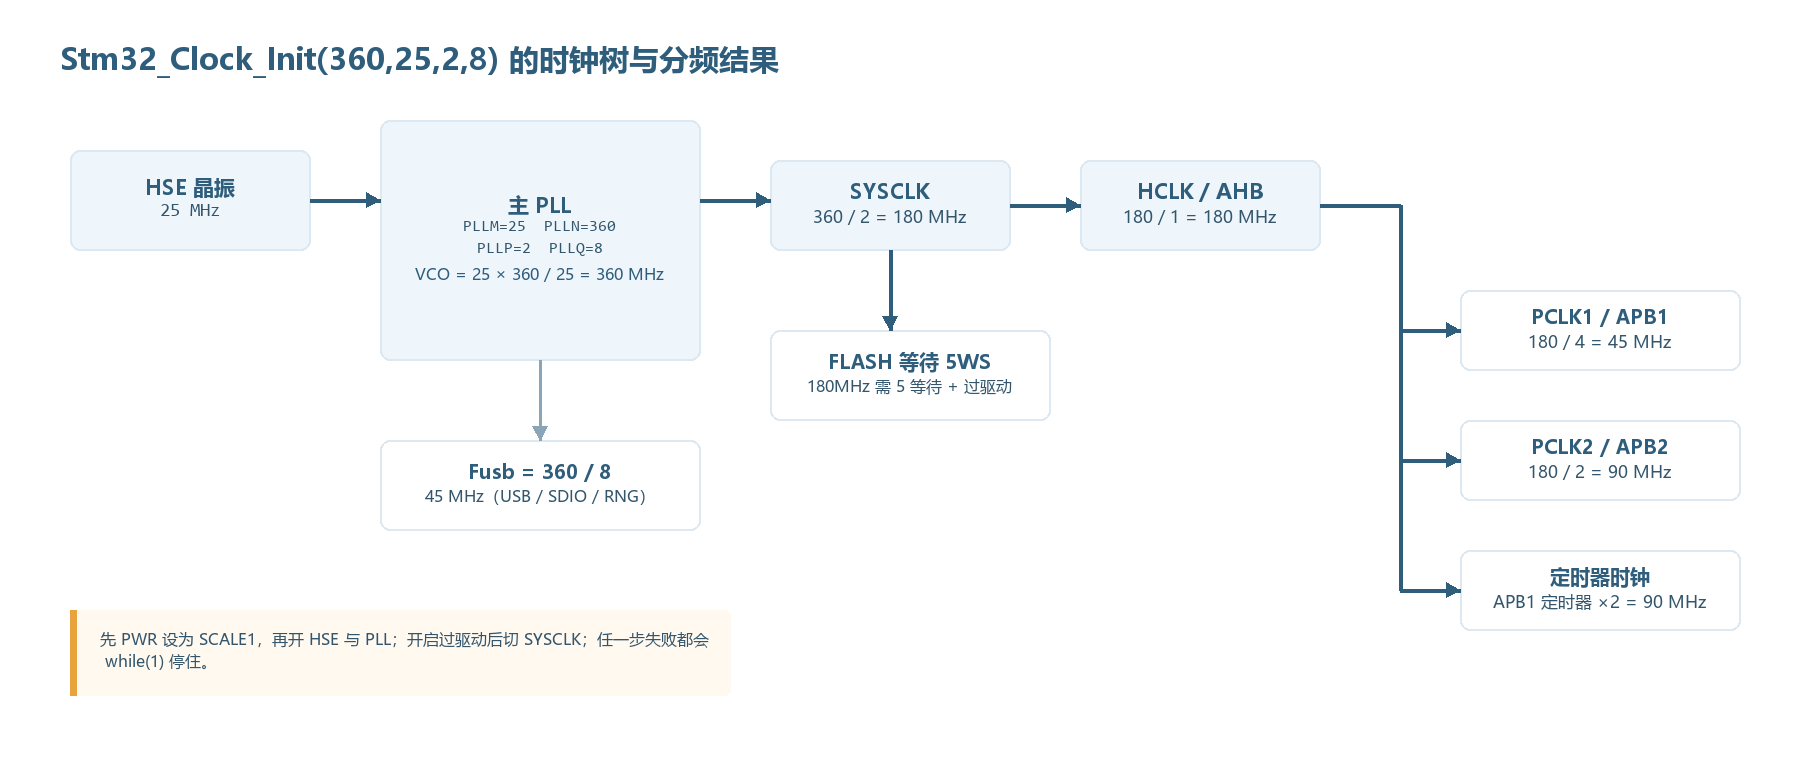 Stm32_Clock_Init(360,25,2,8) 的时钟树与分频结果
HSE 晶振
25 MHz
主 PLL
PLLM=25 PLLN=360
PLLP=2 PLLQ=8
VCO = 25 × 360 / 25 = 360 MHz
SYSCLK
360 / 2 = 180 MHz
HCLK / AHB
180 / 1 = 180 MHz
FLASH 等待 5WS
180MHz 需 5 等待 + 过驱动
PCLK1 / APB1
180 / 4 = 45 MHz
PCLK2 / APB2
180 / 2 = 90 MHz
定时器时钟
APB1 定时器 ×2 = 90 MHz
Fusb = 360 / 8
45 MHz（USB / SDIO / RNG）
先 PWR 设为 SCALE1，再开 HSE 与 PLL；开启过驱动后切 SYSCLK；任一步失败都会
while(1) 停住。